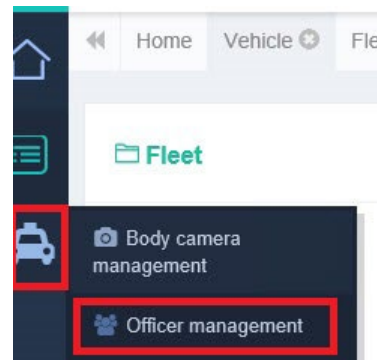 Home Vehicle Fle
Fleet
Body camera
management
Officer management